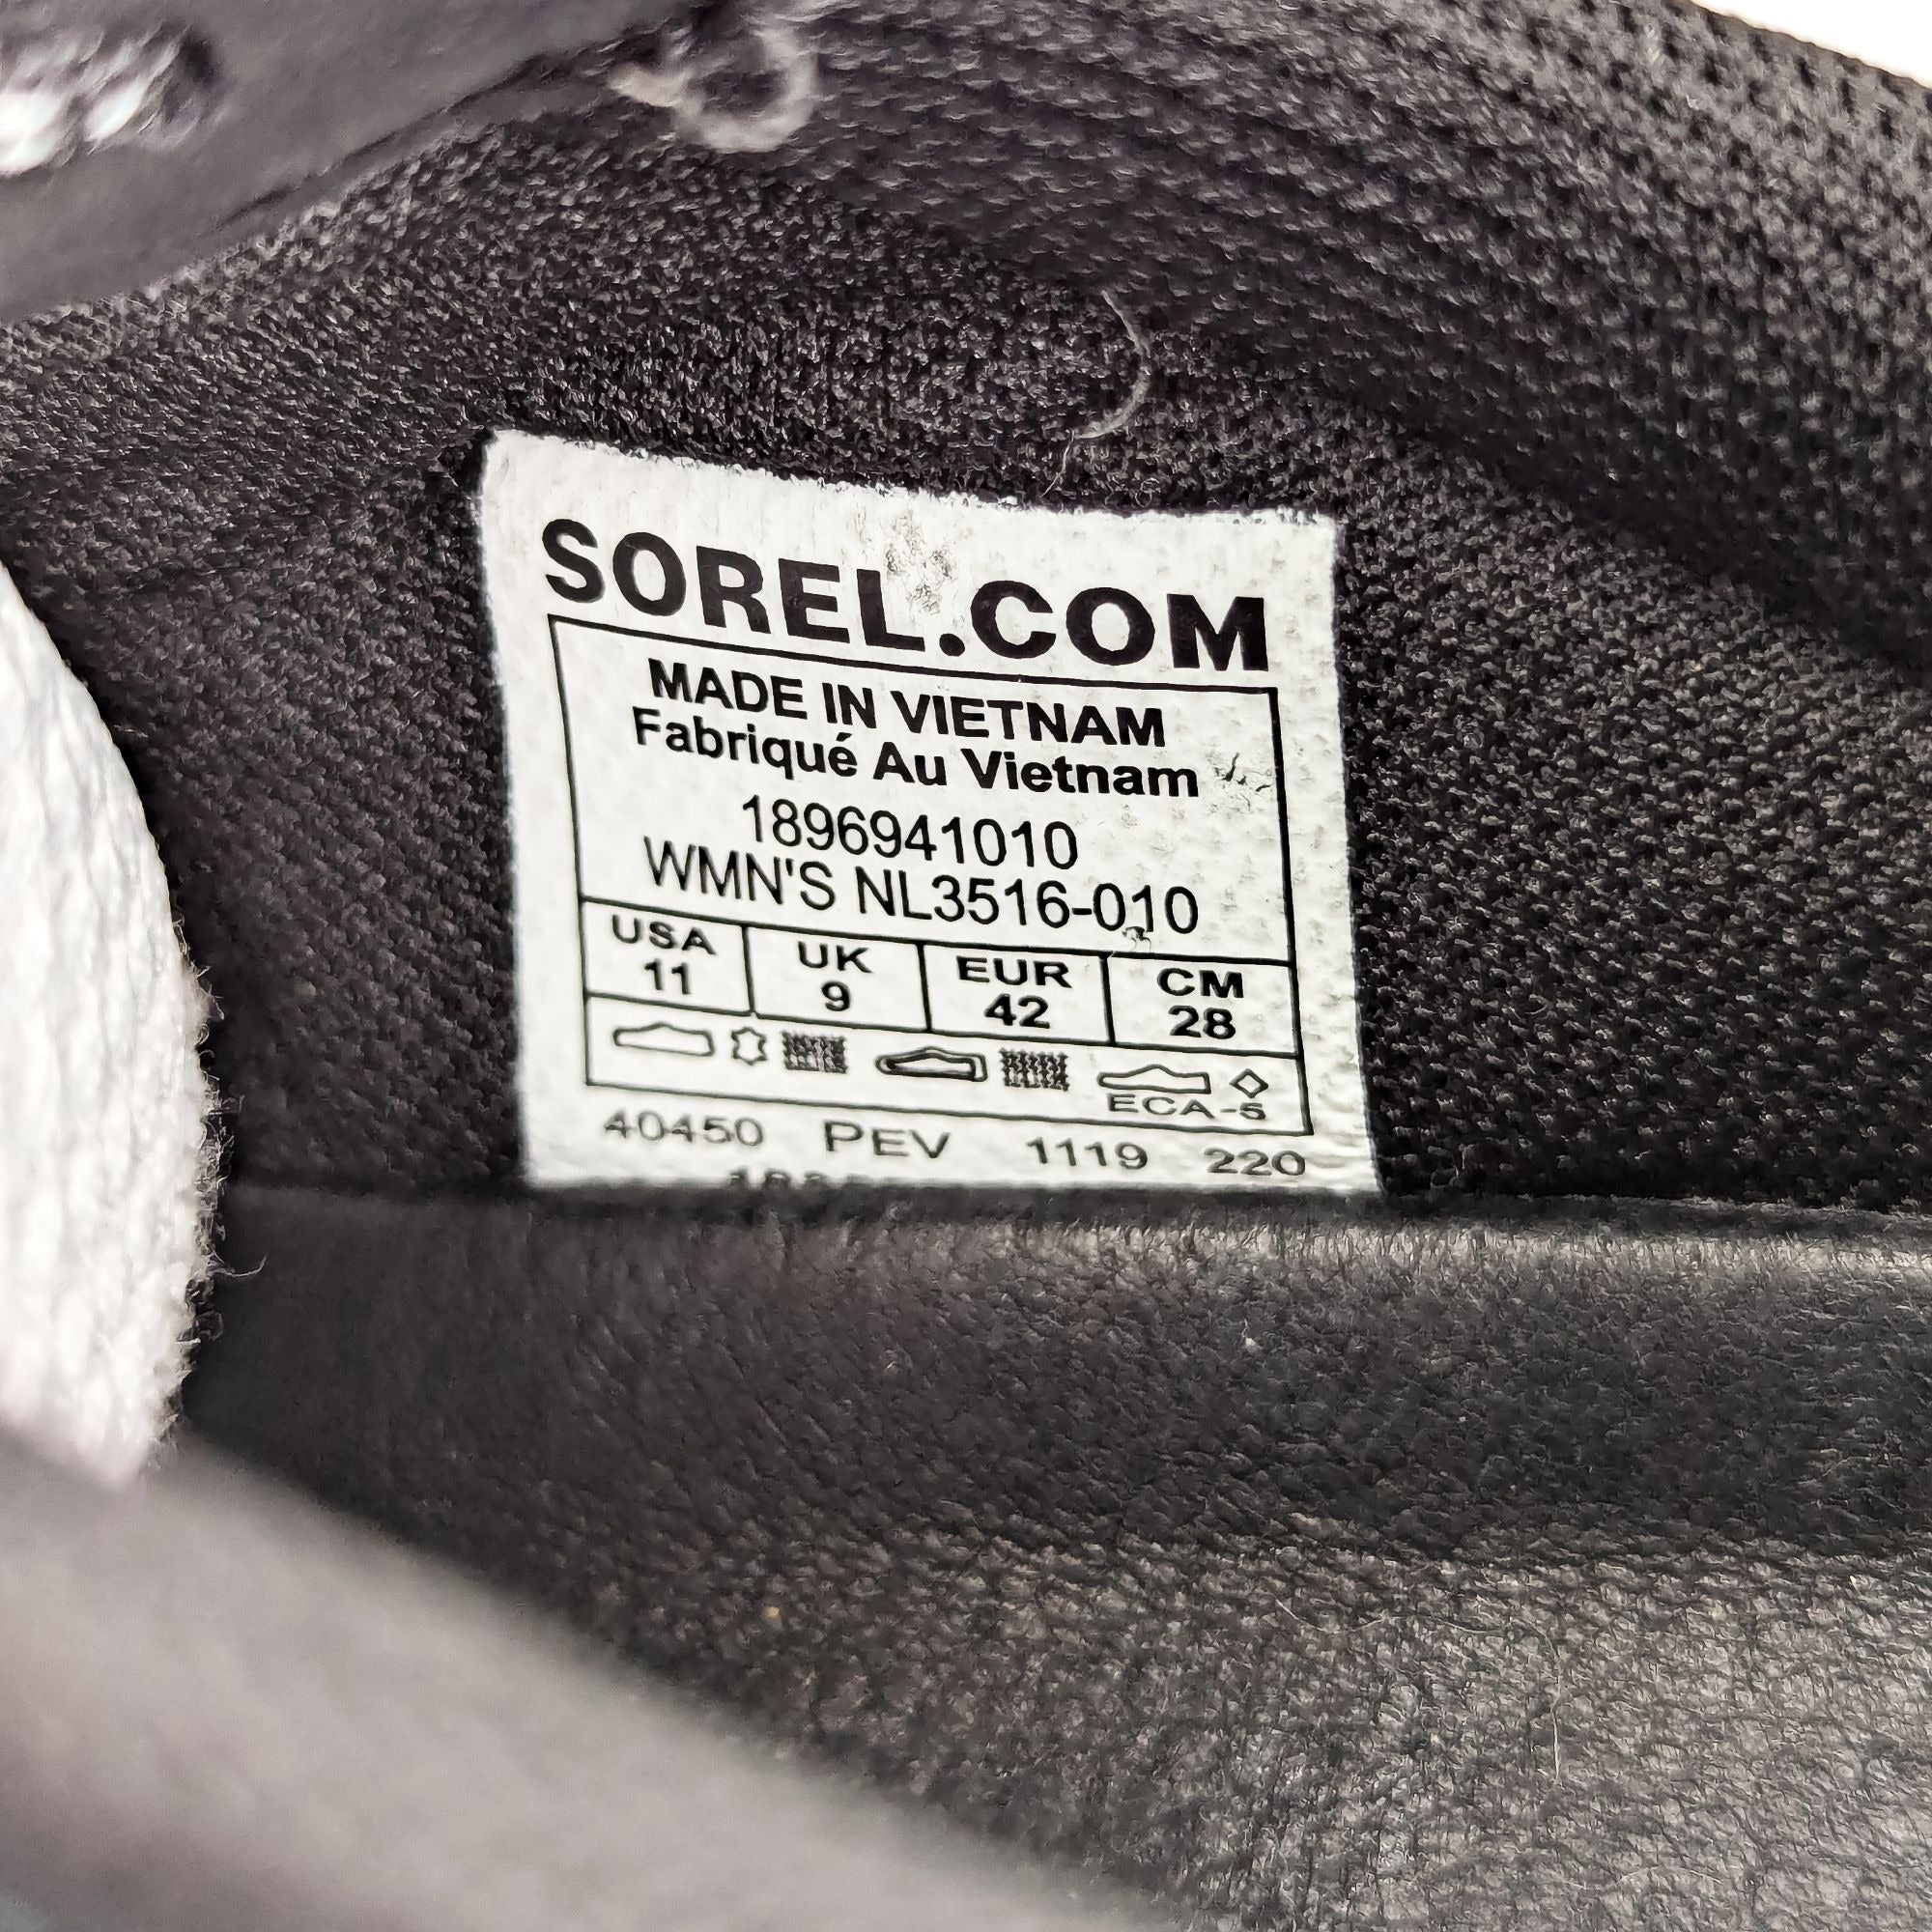 SOREL.COM
MADE IN VIETNAM
Fabriqué Au Vietnam
1896941010
WMN'S NL3516-010
USA UK EUR CM
11 9 42 28
ECA-5
40450 PEV 1119 220